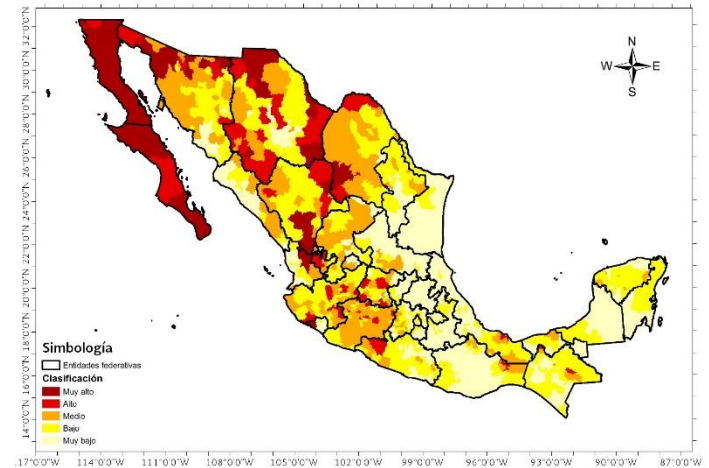 N
W E
S
32°0'0"N
30°0'0"N
28°0'0"N
26°0'0"N
24°0'0"N
22°0'0"N
20°0'0"N
18°0'0"N
16°0'0"N
14°0'0"N
Simbología
Entidades federativas
Clasificación
Muy alto
Alto
Medio
Bajo
Muy bajo
117°0'0"W 114°0'0"W 111°0'0"W 108°0'0"W 105°0'0"W 102°0'0"W 99°0'0"W 96°0'0"W 93°0'0"W 90°0'0"W 87°0'0"W